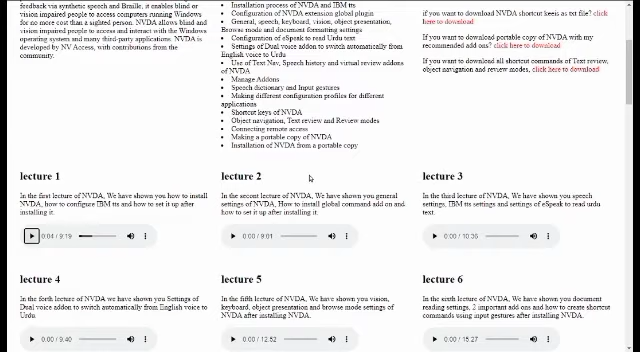 feedback via synthetic speech and Braille, it enables blind or
vision impaired people to access computers running Windows
for no more cost than a sighted person. NVDA allows blind and
vision impaired people to access and interact with the Windows
operating system and many third-party applications. NVDA is
developed by NV Access, with contributions from the
community.
• Installation process of NVDA and IBM tts
• Configuration of NVDA extension global plugin
• General, speech, keyboard, vision, object presentation,
Browse mode and document formatting settings
• Configuration of eSpeak to read Urdu text
• Settings of Dual voice addon to switch automatically from
English voice to Urdu
• Use of Text Nav, Speech history and virtual review addons
of NVDA
• Manage Addons
• Speech dictionary and Input gestures
• Making different configuration profiles for different
applications
• Shortcut keys of NVDA
• Object navigation, Text review and Review modes
• Connecting remote access
• Making a portable copy of NVDA
• Installation of NVDA from a portable copy
if you want to download NVDA shortcut keeis as txt file? click
here to download
If you want to download portable copy of NVDA with my
recommended add ons? click here to download
If you want to download all shortcut commands of Text review,
object navigation and review modes, click here to download
lecture 1
In the first lecture of NVDA, We have shown you how to install
NVDA, how to configure IBM tts and how to set it up after
installing it.
0:04 / 9:19
lecture 2
In the second lecture of NVDA, We have shown you general
settings of NVDA, How to install global command add on and
how to set it up after installing it.
0:00 / 9:01
lecture 3
In the third lecture of NVDA, We have shown you speech
settings, IBM tts settings and settings of eSpeak to read urdu
text.
0:00 / 10:36
lecture 4
In the forth lecture of NVDA we have shown you Settings of
Dual voice addon to switch automatically from English voice to
Urdu
0:00 / 9:40
lecture 5
In the fifth lecture of NVDA, We have shown you vision,
keyboard, object presentation and browse mode settings of
NVDA after installing NVDA.
0:00 / 12:52
lecture 6
In the sixth lecture of NVDA, We have shown you document
reading settings, 2 important add ons and how to create shortcut
commands using input gestures after installing NVDA.
0:00 / 15:27